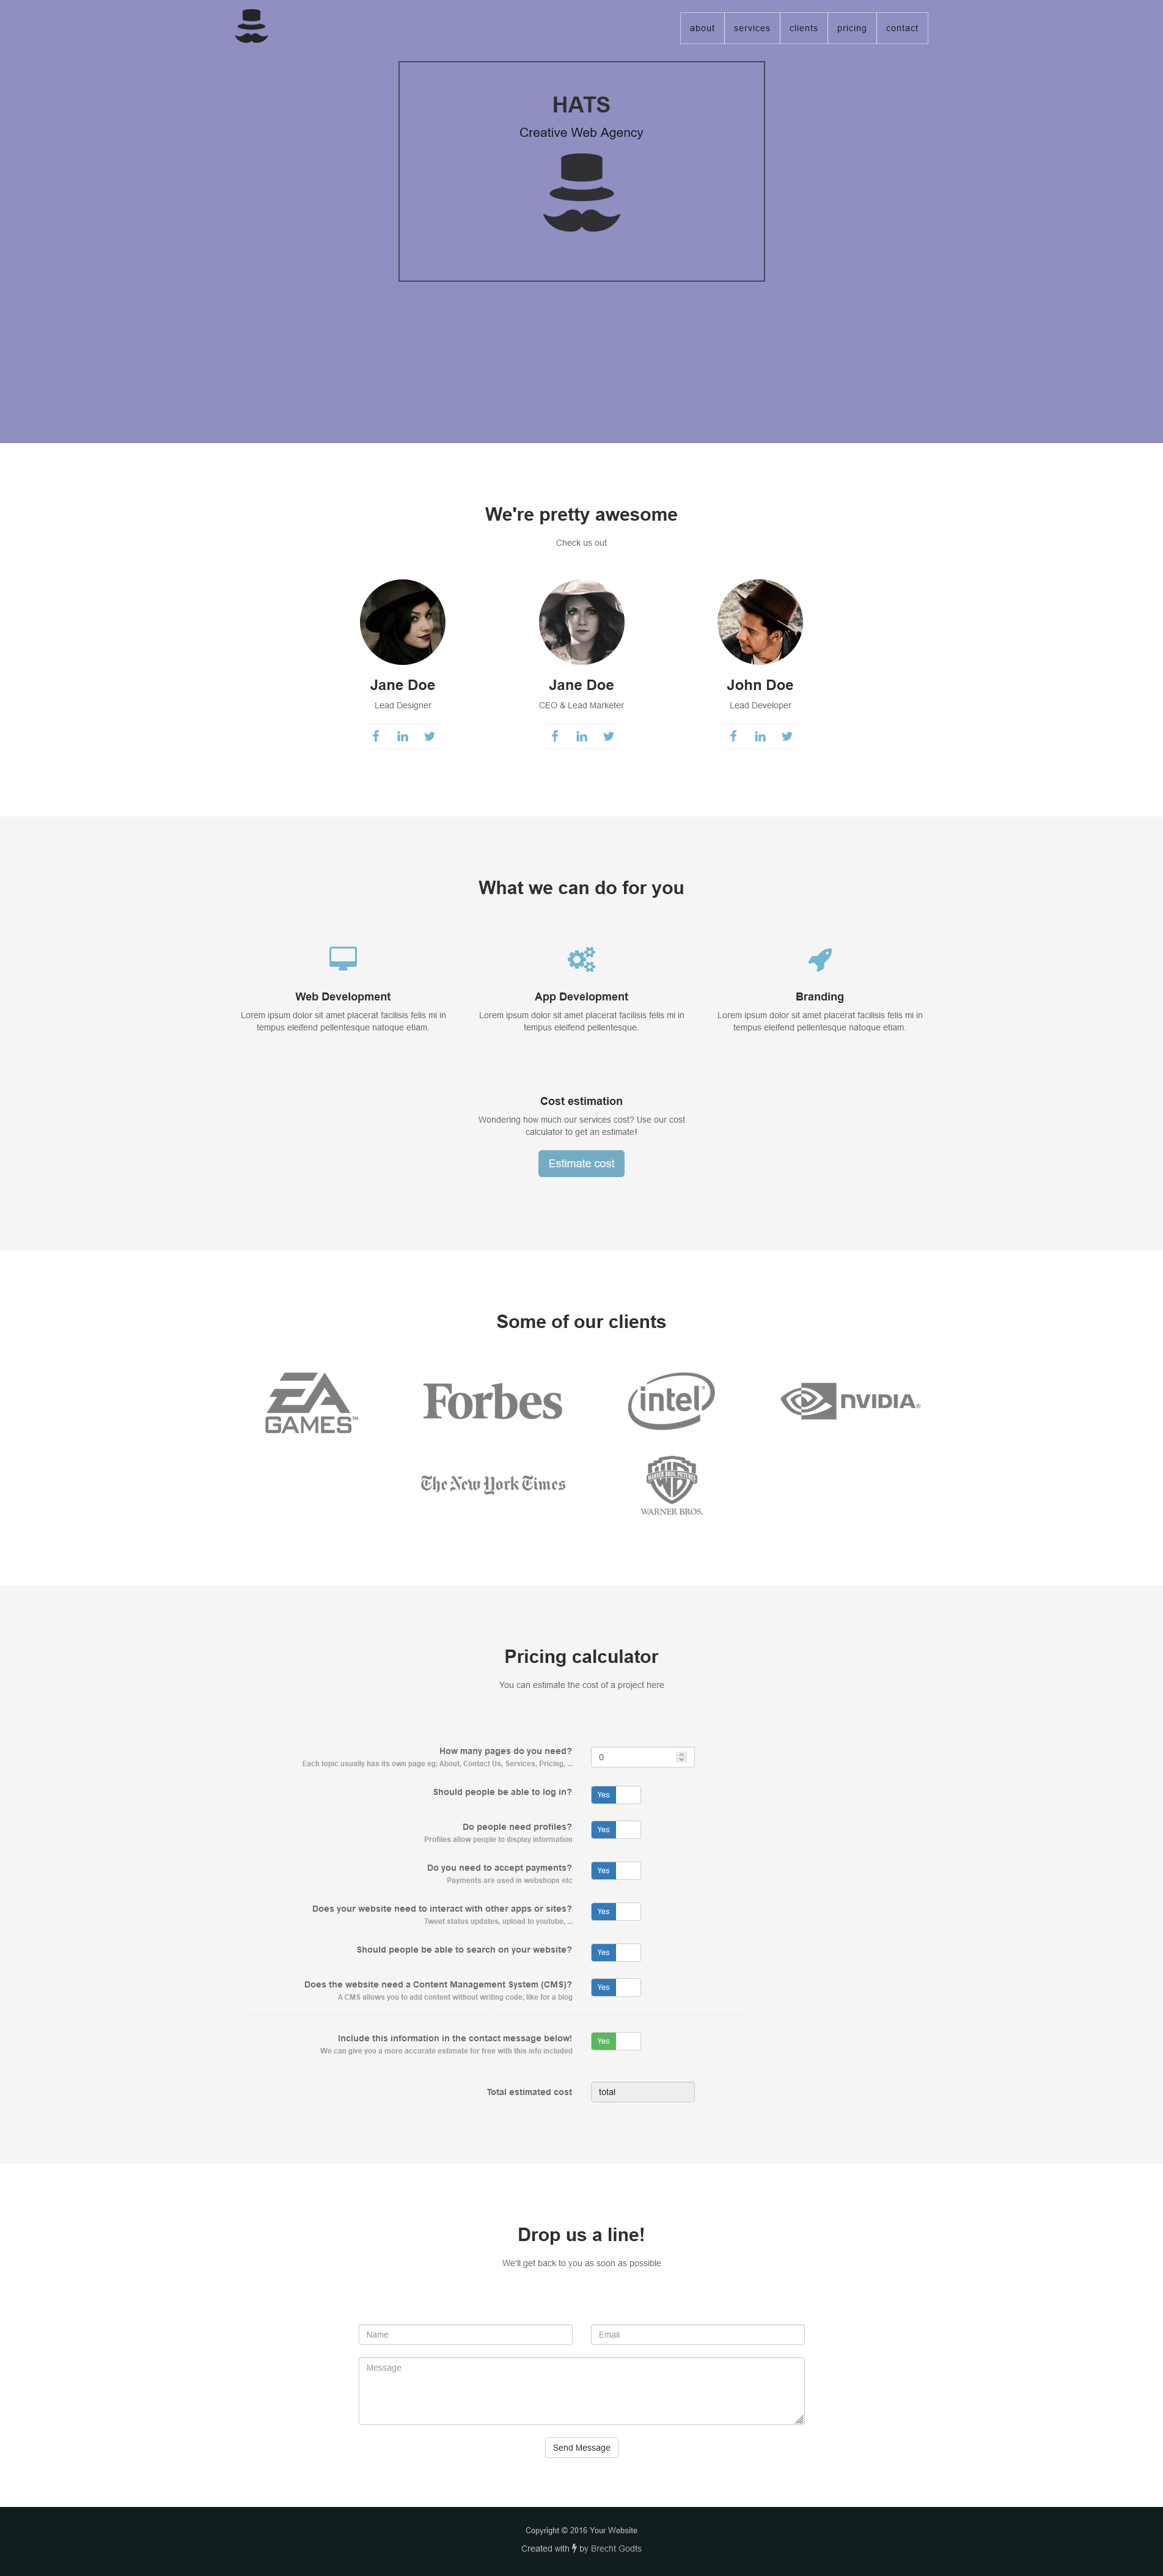 about
services
clients
pricing
contact
HATS
Creative Web Agency
We're pretty awesome
Check us out
Jane Doe
Lead Designer
Jane Doe
CEO & Lead Marketer
John Doe
Lead Developer
What we can do for you
Web Development
Lorem ipsum dolor sit amet placerat facilisis felis mi in
tempus eleifend pellentesque natoque etiam.
App Development
Lorem ipsum dolor sit amet placerat facilisis felis mi in
tempus eleifend pellentesque.
Branding
Lorem ipsum dolor sit amet placerat facilisis felis mi in
tempus eleifend pellentesque natoque etiam.
Cost estimation
Wondering how much our services cost? Use our cost
calculator to get an estimate!
Estimate cost
Some of our clients
EA
GAMES℠
Forbes
intel®
NVIDIA®
The New York Times
WB
WARNER BROS. PICTURES
WARNER BROS.
Pricing calculator
You can estimate the cost of a project here
How many pages do you need?
Each topic usually has its own page eg; About, Contact Us, Services, Pricing, ...
0
Should people be able to log in?
Yes
Do people need profiles?
Profiles allow people to display information
Yes
Do you need to accept payments?
Payments are used in webshops etc
Yes
Does your website need to interact with other apps or sites?
Tweet status updates, upload to youtube, ...
Yes
Should people be able to search on your website?
Yes
Does the website need a Content Management System (CMS)?
A CMS allows you to add content without writing code, like for a blog
Yes
Include this information in the contact message below!
We can give you a more accurate estimate for free with this info included
Yes
Total estimated cost
total
Drop us a line!
We'll get back to you as soon as possible
Name
Email
Message
Send Message
Copyright © 2016 Your Website
Created with by Brecht Godts